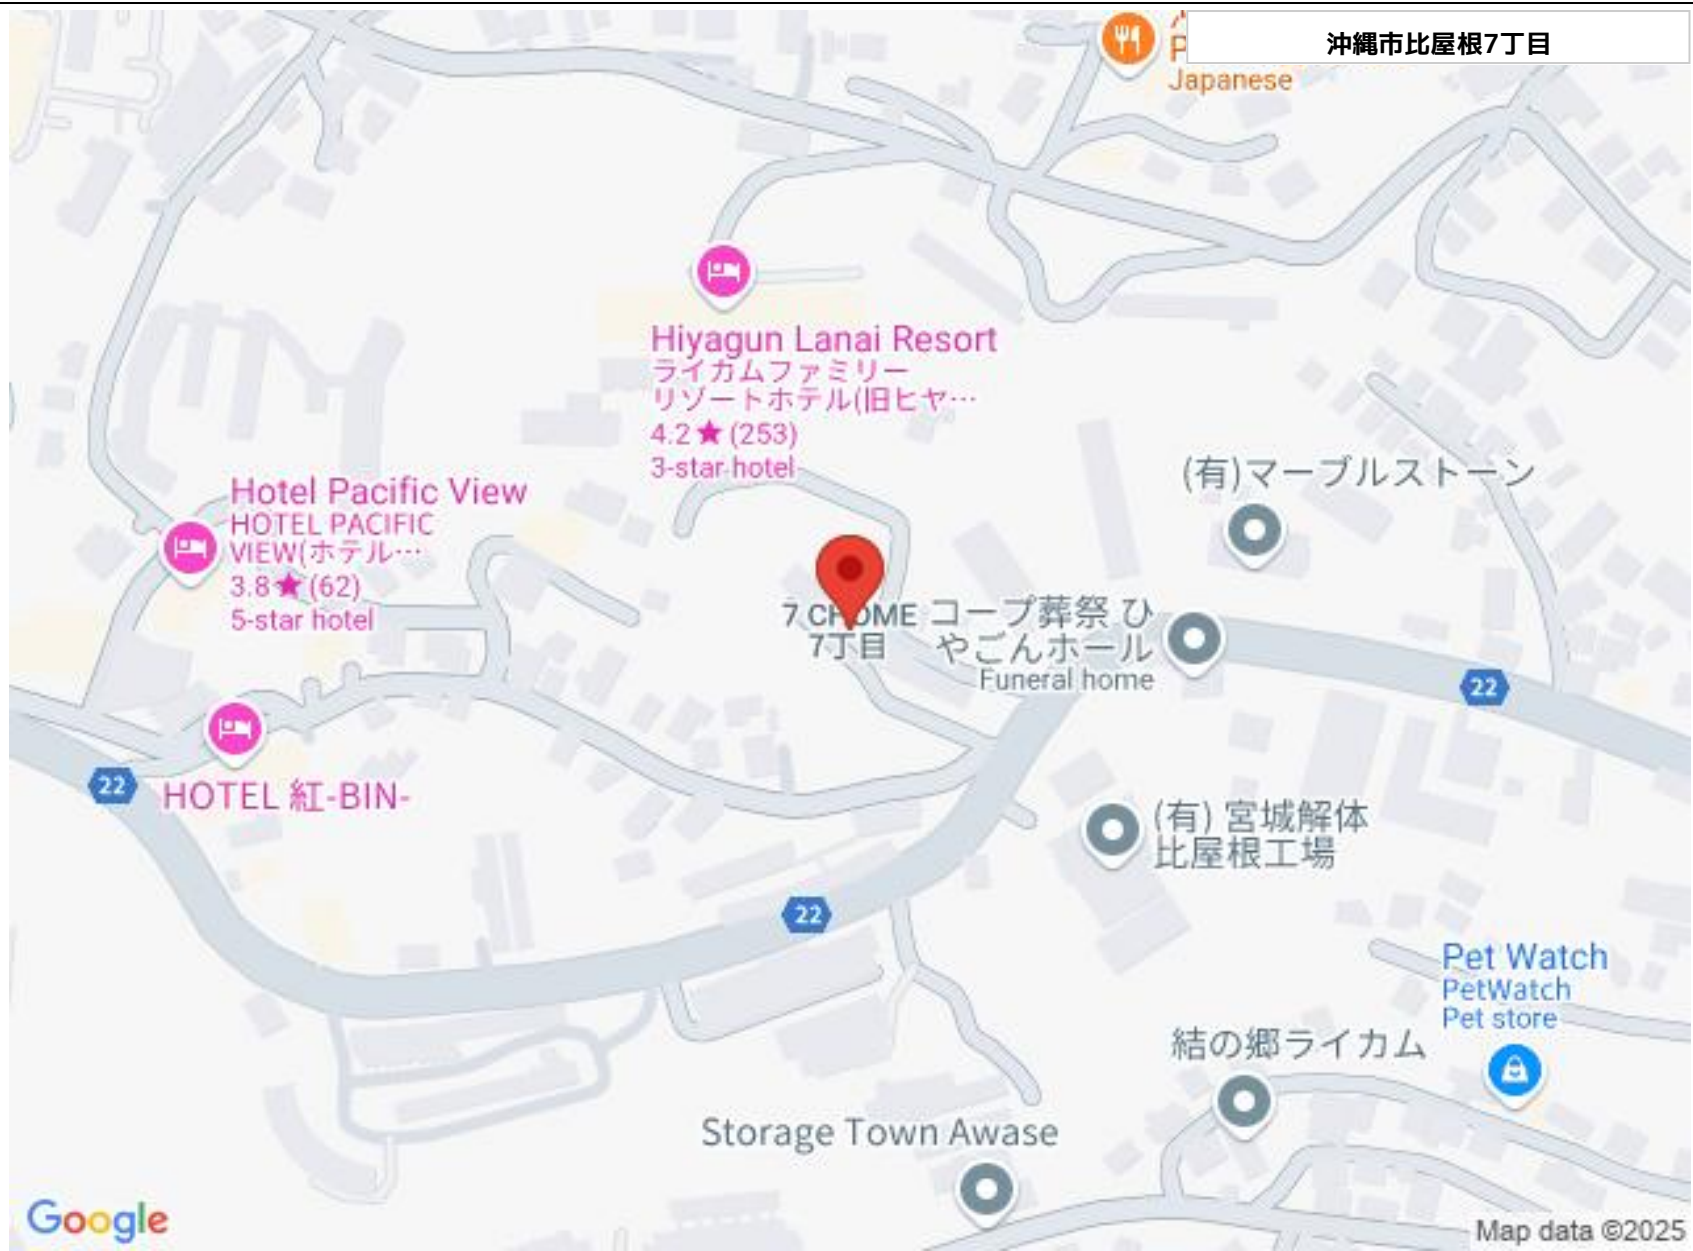 沖縄市比屋根7丁目
Japanese
Hiyagun Lanai Resort
ライカムファミリー
リゾートホテル(旧ヒヤ…
4.2★(253)
3-star hotel
(有)マーブルストーン
Hotel Pacific View
HOTEL PACIFIC
VIEW(ホテル…
3.8★(62)
5-star hotel
7 CHOME
7丁目
コープ葬祭 ひ
やごんホール
Funeral home
22
22
HOTEL 紅-BIN-
(有) 宮城解体
比屋根工場
22
Pet Watch
PetWatch
Pet store
結の郷ライカム
Storage Town Awase
Google
Map data ©2025